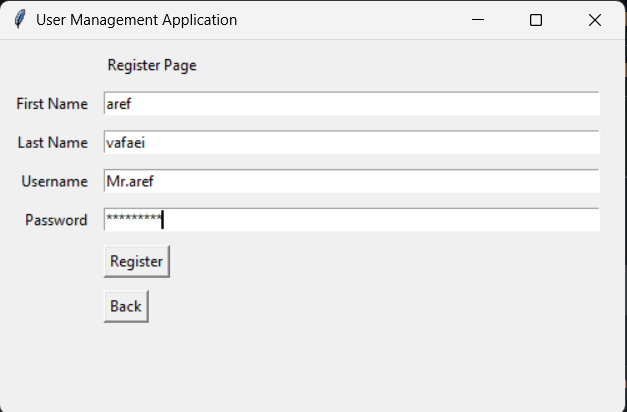 User Management Application
Register Page
First Name aref
Last Name vafaei
Username Mr.aref
Password *********
Register
Back